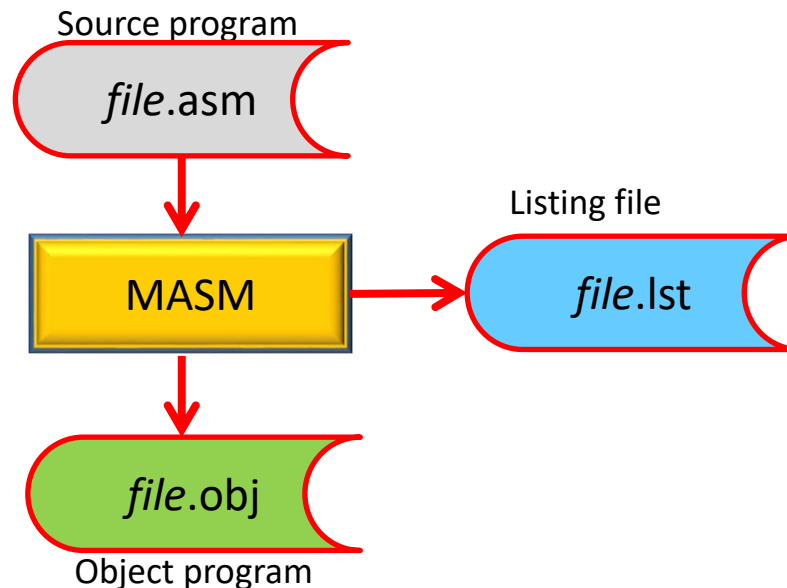 Source program
file.asm
Listing file
MASM
file.lst
file.obj
Object program